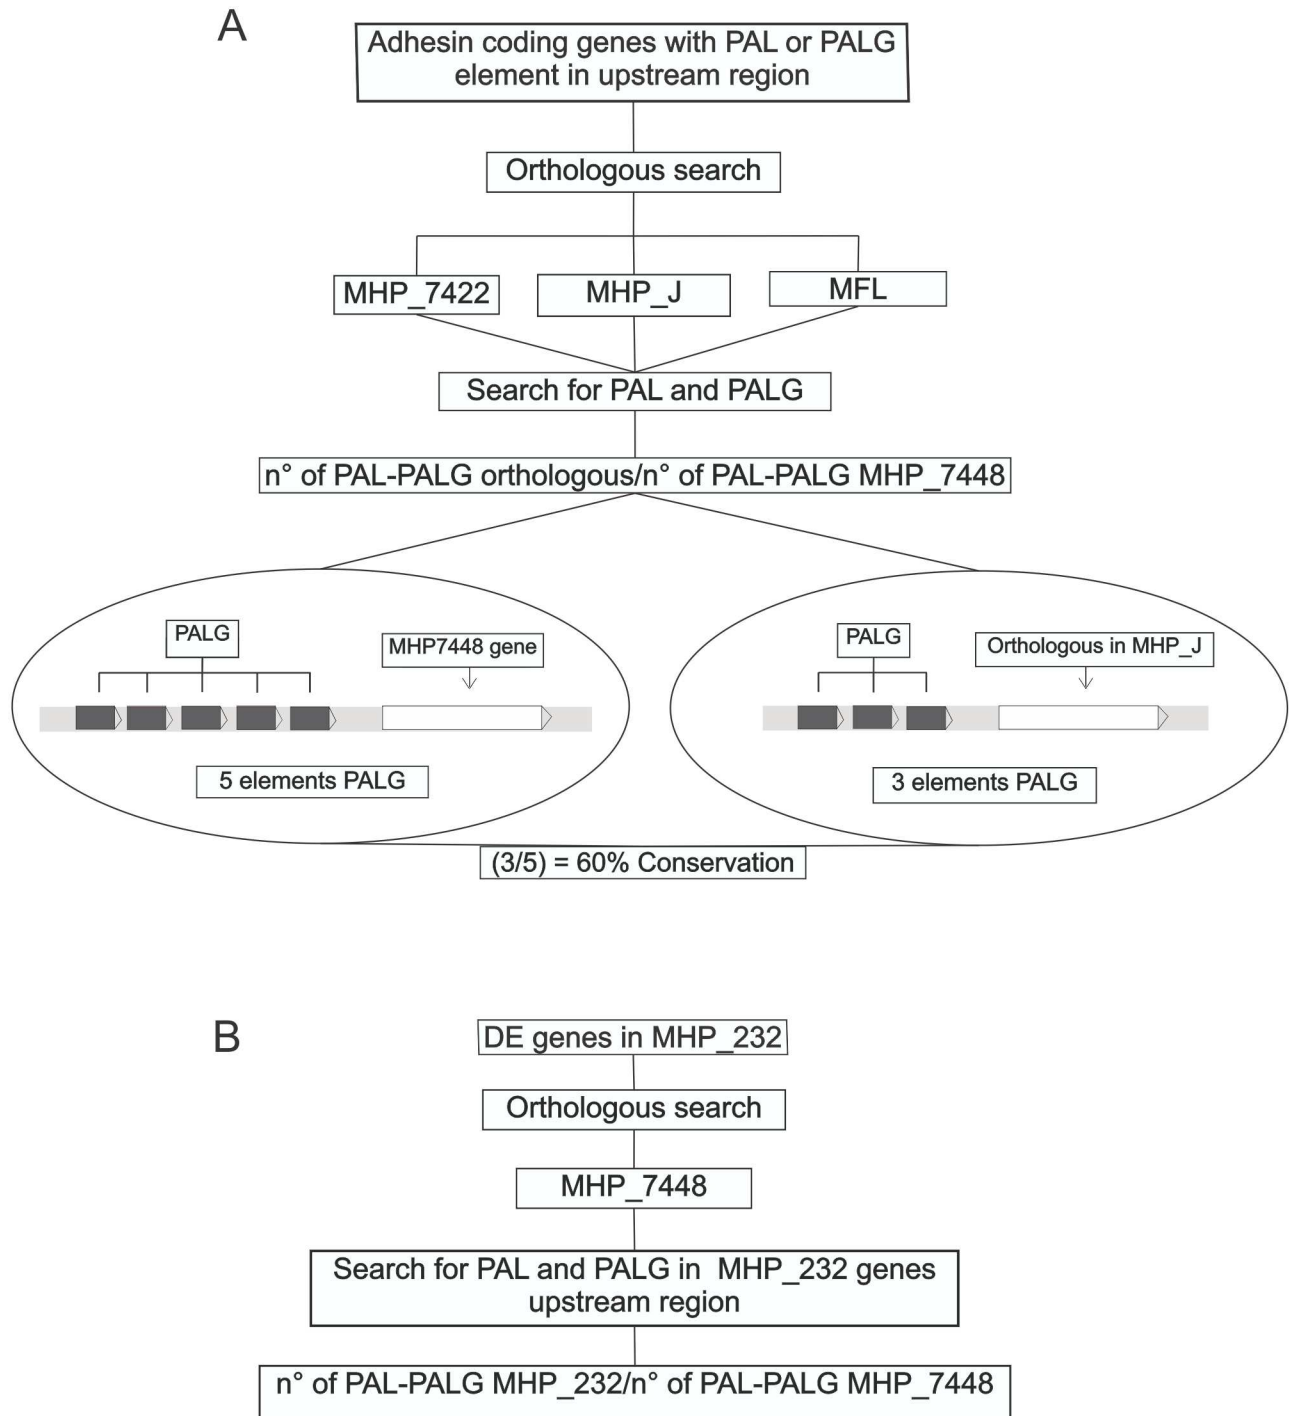 A
Adhesin coding genes with PAL or PALG
element in upstream region
Orthologous search
MHP_7422
MHP_J
MFL
Search for PAL and PALG
n° of PAL-PALG orthologous/n° of PAL-PALG MHP_7448
PALG
MHP7448 gene
5 elements PALG
PALG
Orthologous in MHP_J
3 elements PALG
(3/5) = 60% Conservation
B
DE genes in MHP_232
Orthologous search
MHP_7448
Search for PAL and PALG in MHP_232 genes
upstream region
n° of PAL-PALG MHP_232/n° of PAL-PALG MHP_7448